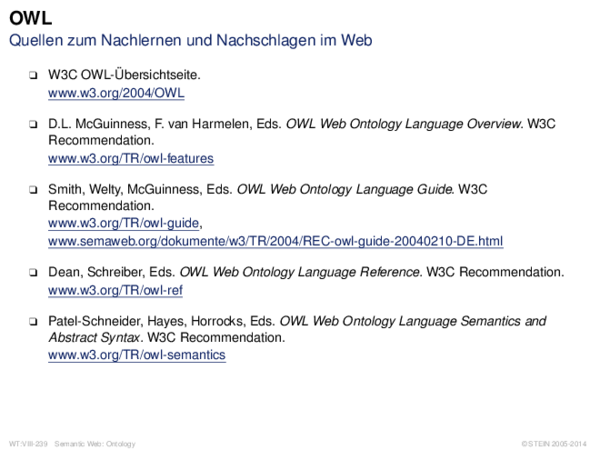 OWL
Quellen zum Nachlernen und Nachschlagen im Web
❑ W3C OWL-Übersichtseite.
www.w3.org/2004/OWL
❑ D.L. McGuinness, F. van Harmelen, Eds. OWL Web Ontology Language Overview. W3C
Recommendation.
www.w3.org/TR/owl-features
❑ Smith, Welty, McGuinness, Eds. OWL Web Ontology Language Guide. W3C
Recommendation.
www.w3.org/TR/owl-guide,
www.semaweb.org/dokumente/w3/TR/2004/REC-owl-guide-20040210-DE.html
❑ Dean, Schreiber, Eds. OWL Web Ontology Language Reference. W3C Recommendation.
www.w3.org/TR/owl-ref
❑ Patel-Schneider, Hayes, Horrocks, Eds. OWL Web Ontology Language Semantics and
Abstract Syntax. W3C Recommendation.
www.w3.org/TR/owl-semantics
WT:VIII-239 Semantic Web: Ontology © STEIN 2005-2014